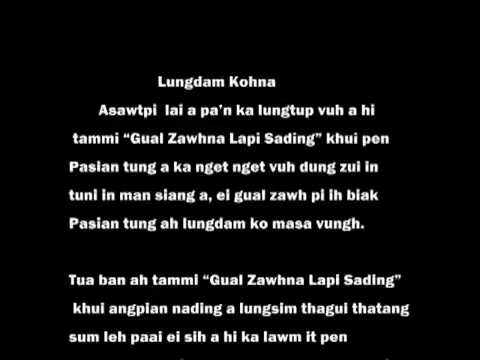 Lungdam Kohna
Asawtpi lai a pa’n ka lungtup vuh a hi
tammi “Gual Zawhna Lapi Sading” khui pen
Pasian tung a ka nget nget vuh dung zui in
tuni in man siang a, ei gual zawh pi ih biak
Pasian tung ah lungdam ko masa vungh.
Tua ban ah tammi “Gual Zawhna Lapi Sading”
khui angpian nading a lungsim thagui thatang
sum leh paai ei sih a hi ka lawm it pen